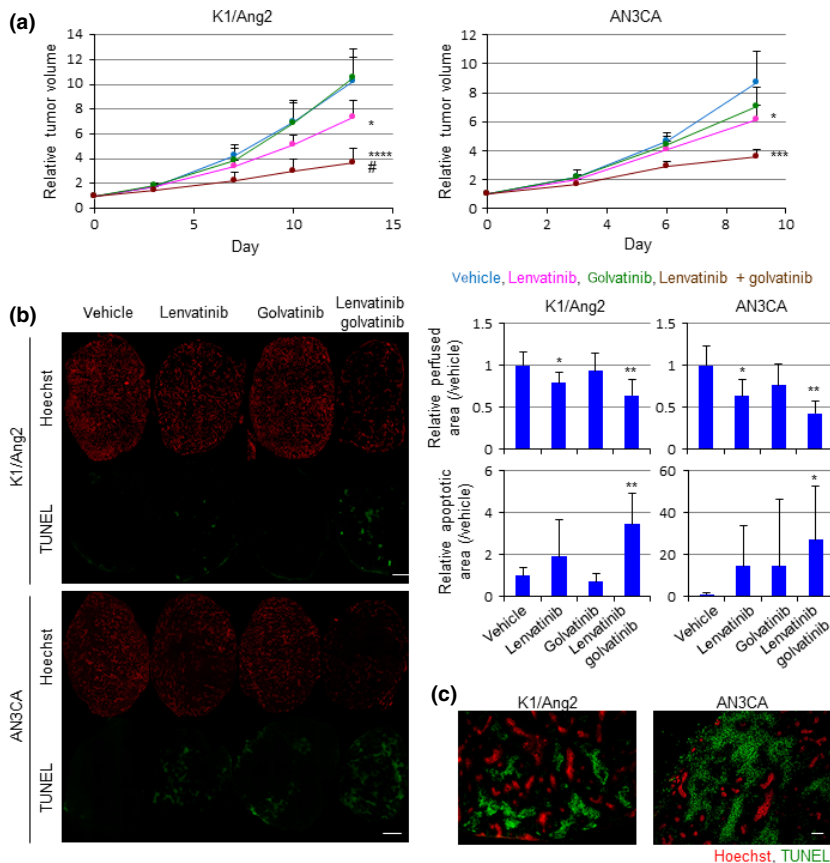 (a)
K1/Ang2
Relative tumor volume
14
12
10
8
6
4
2
0
*
****
#
0 5 10 15
Day
AN3CA
Relative tumor volume
12
10
8
6
4
2
0
*
***
0 2 4 6 8 10
Day
Vehicle, Lenvatinib, Golvatinib, Lenvatinib + golvatinib
(b)
Vehicle Lenvatinib Golvatinib Lenvatinib
golvatinib
K1/Ang2
Hoechst
TUNEL
AN3CA
Hoechst
TUNEL
K1/Ang2
Relative perfused
area (/vehicle)
1.5
1
0.5
0
* **
AN3CA
1.5
1
0.5
0
* **
Relative apoptotic
area (/vehicle)
6
4
2
0
**
60
40
20
0
*
Vehicle
Lenvatinib
Golvatinib
Lenvatinib
golvatinib
Vehicle
Lenvatinib
Golvatinib
Lenvatinib
golvatinib
(c)
K1/Ang2
AN3CA
Hoechst, TUNEL